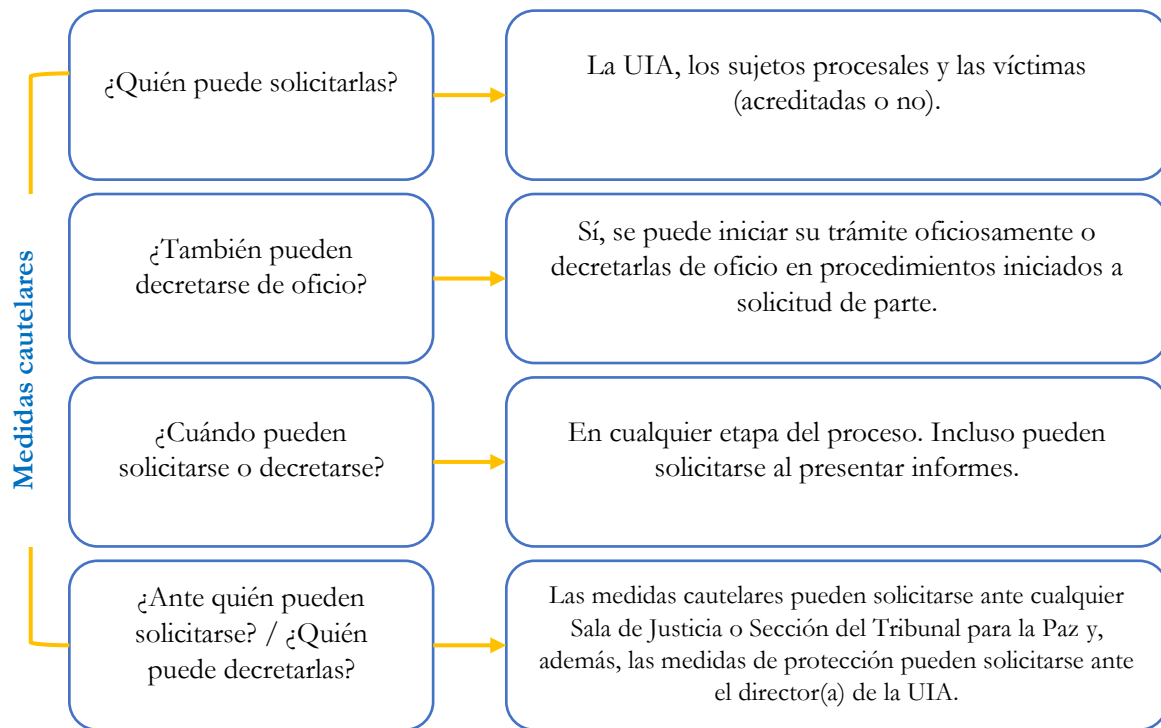 Medidas cautelares
¿Quién puede solicitarlas?
La UIA, los sujetos procesales y las víctimas
(acreditadas o no).
¿También pueden
decretarse de oficio?
Sí, se puede iniciar su trámite oficiosamente o
decretarlas de oficio en procedimientos iniciados a
solicitud de parte.
¿Cuándo pueden
solicitarse o decretarse?
En cualquier etapa del proceso. Incluso pueden
solicitarse al presentar informes.
¿Ante quién pueden
solicitarse? / ¿Quién
puede decretarlas?
Las medidas cautelares pueden solicitarse ante cualquier
Sala de Justicia o Sección del Tribunal para la Paz y,
además, las medidas de protección pueden solicitarse ante
el director(a) de la UIA.